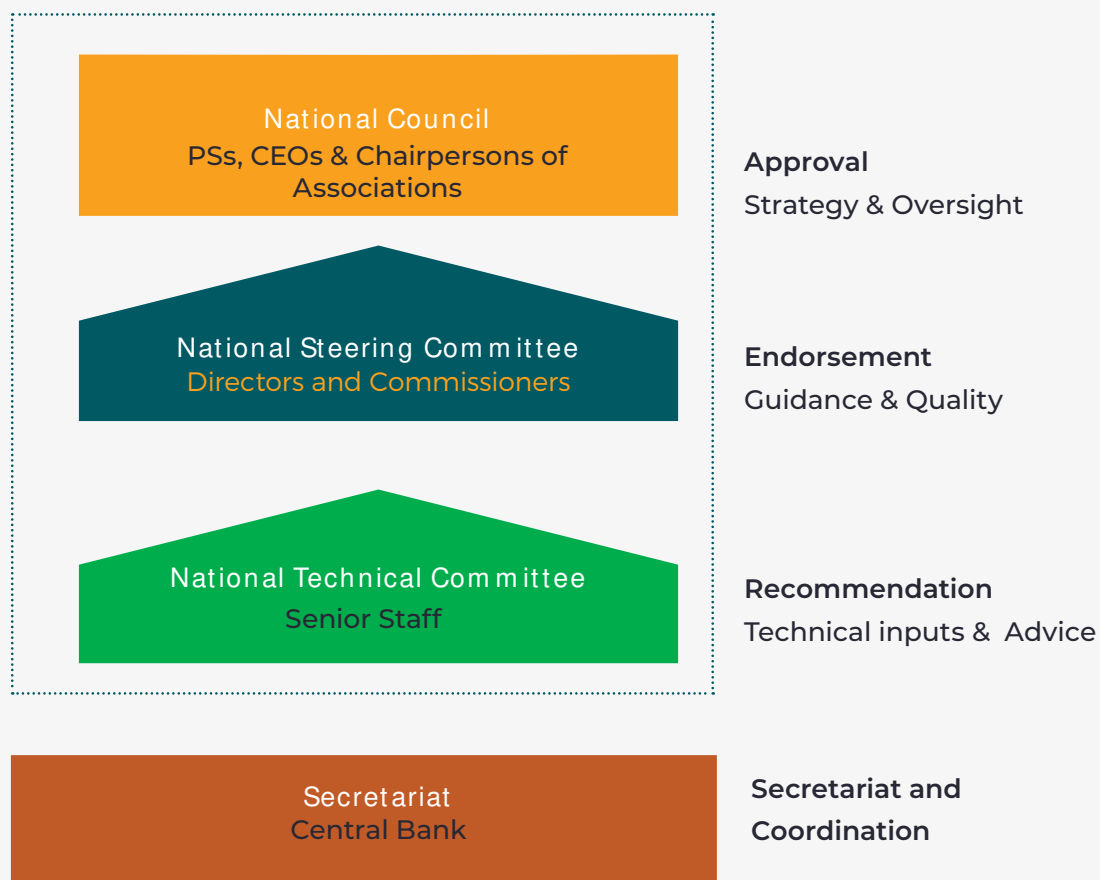 National Council
PSs, CEOs & Chairpersons of
Associations
Approval
Strategy & Oversight
National Steering Committee
Directors and Commissioners
Endorsement
Guidance & Quality
National Technical Committee
Senior Staff
Recommendation
Technical inputs & Advice
Secretariat
Central Bank
Secretariat and
Coordination